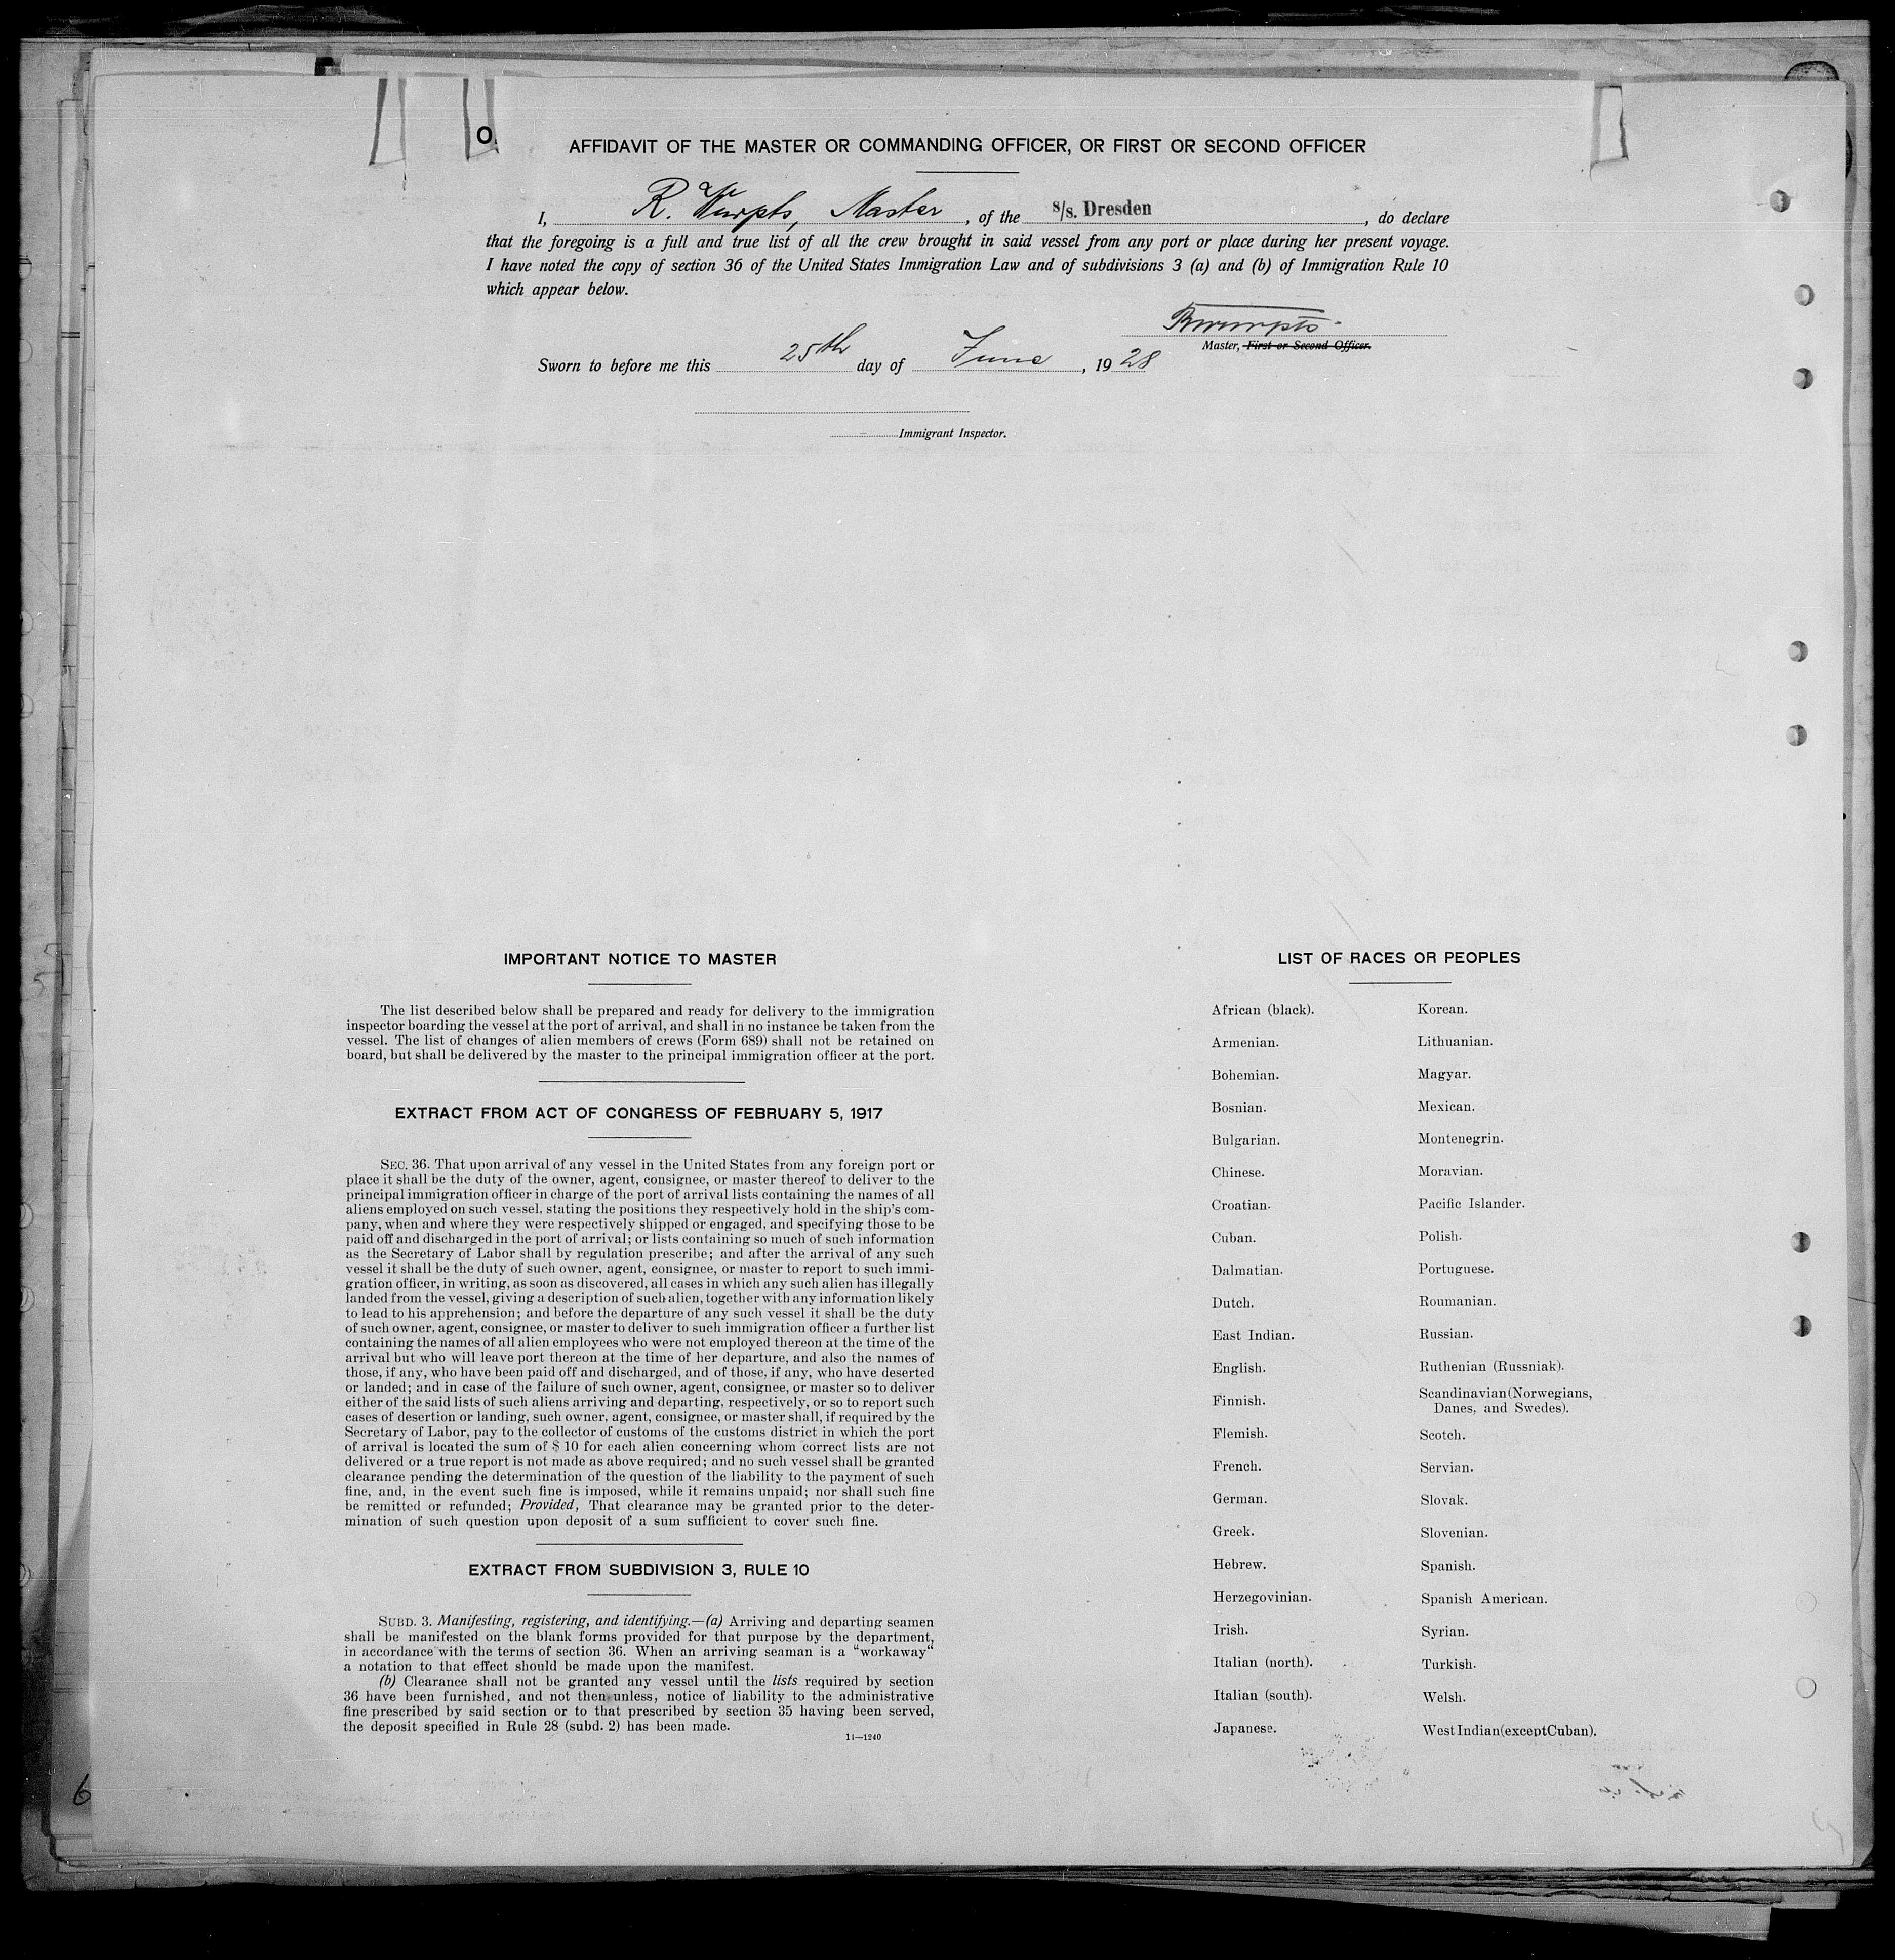 O
AFFIDAVIT OF THE MASTER OR COMMANDING OFFICER, OR FIRST OR SECOND OFFICER
I, R. Wurpts, Master, of the s/s. Dresden, do declare
that the foregoing is a full and true list of all the crew brought in said vessel from any port or place during her present voyage.
I have noted the copy of section 36 of the United States Immigration Law and of subdivisions 3 (a) and (b) of Immigration Rule 10
which appear below.
RWurpts.
Master, First or Second Officer.
Sworn to before me this 25th day of June, 1928
Immigrant Inspector.
IMPORTANT NOTICE TO MASTER
The list described below shall be prepared and ready for delivery to the immigration
inspector boarding the vessel at the port of arrival, and shall in no instance be taken from the
vessel. The list of changes of alien members of crews (Form 689) shall not be retained on
board, but shall be delivered by the master to the principal immigration officer at the port.
EXTRACT FROM ACT OF CONGRESS OF FEBRUARY 5, 1917
SEC. 36. That upon arrival of any vessel in the United States from any foreign port or
place it shall be the duty of the owner, agent, consignee, or master thereof to deliver to the
principal immigration officer in charge of the port of arrival lists containing the names of all
aliens employed on such vessel, stating the positions they respectively hold in the ship's com-
pany, when and where they were respectively shipped or engaged, and specifying those to be
paid off and discharged in the port of arrival; or lists containing so much of such information
as the Secretary of Labor shall by regulation prescribe; and after the arrival of any such
vessel it shall be the duty of such owner, agent, consignee, or master to report to such immi-
gration officer, in writing, as soon as discovered, all cases in which any such alien has illegally
landed from the vessel, giving a description of such alien, together with any information likely
to lead to his apprehension; and before the departure of any such vessel it shall be the duty
of such owner, agent, consignee, or master to deliver to such immigration officer a further list
containing the names of all alien employees who were not employed thereon at the time of the
arrival but who will leave port thereon at the time of her departure, and also the names of
those, if any, who have been paid off and discharged, and of those, if any, who have deserted
or landed; and in case of the failure of such owner, agent, consignee, or master so to deliver
either of the said lists of such aliens arriving and departing, respectively, or so to report such
cases of desertion or landing, such owner, agent, consignee, or master shall, if required by the
Secretary of Labor, pay to the collector of customs of the customs district in which the port
of arrival is located the sum of $ 10 for each alien concerning whom correct lists are not
delivered or a true report is not made as above required; and no such vessel shall be granted
clearance pending the determination of the question of the liability to the payment of such
fine, and, in the event such fine is imposed, while it remains unpaid; nor shall such fine
be remitted or refunded; Provided, That clearance may be granted prior to the deter-
mination of such question upon deposit of a sum sufficient to cover such fine.
EXTRACT FROM SUBDIVISION 3, RULE 10
SUBD. 3. Manifesting, registering, and identifying.—(a) Arriving and departing seamen
shall be manifested on the blank forms provided for that purpose by the department,
in accordance with the terms of section 36. When an arriving seaman is a "workaway"
a notation to that effect should be made upon the manifest.
(b) Clearance shall not be granted any vessel until the lists required by section
36 have been furnished, and not then unless, notice of liability to the administrative
fine prescribed by said section or to that prescribed by section 35 having been served,
the deposit specified in Rule 28 (subd. 2) has been made.
11—1240
LIST OF RACES OR PEOPLES
African (black).
Armenian.
Bohemian.
Bosnian.
Bulgarian.
Chinese.
Croatian.
Cuban.
Dalmatian.
Dutch.
East Indian.
English.
Finnish.
Flemish.
French.
German.
Greek.
Hebrew.
Herzegovinian.
Irish.
Italian (north).
Italian (south).
Japanese.
Korean.
Lithuanian.
Magyar.
Mexican.
Montenegrin.
Moravian.
Pacific Islander.
Polish.
Portuguese.
Roumanian.
Russian.
Ruthenian (Russniak).
Scandinavian (Norwegians,
Danes, and Swedes).
Scotch.
Servian.
Slovak.
Slovenian.
Spanish.
Spanish American.
Syrian.
Turkish.
Welsh.
West Indian (except Cuban).
6